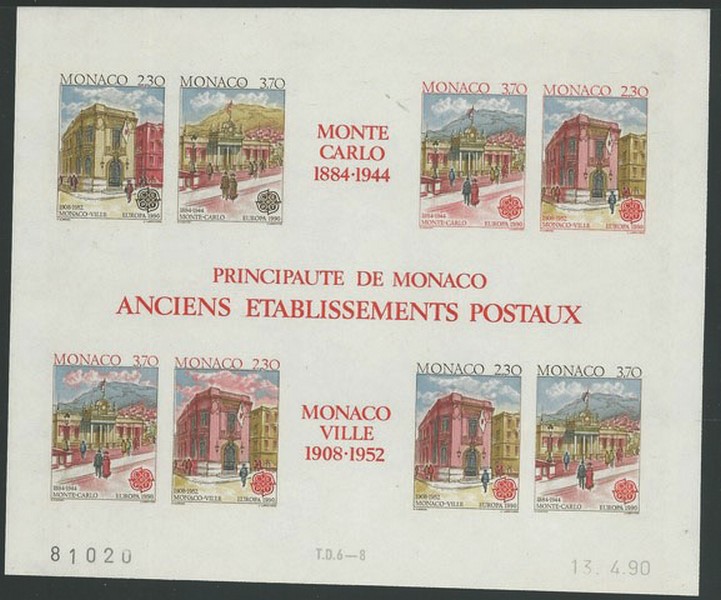 MONACO 2.30
MONACO 3.70
1908-1952
MONACO-VILLE EUROPA 1990
1884-1944
MONTE-CARLO EUROPA 1990
MONTE
CARLO
1884·1944
MONACO 3.70
MONACO 2.30
1884-1944
MONTE-CARLO EUROPA 1990
1908-1952
MONACO-VILLE EUROPA 1990
PRINCIPAUTE DE MONACO
ANCIENS ETABLISSEMENTS POSTAUX
MONACO 3.70
MONACO 2.30
1884-1944
MONTE-CARLO EUROPA 1990
1908-1952
MONACO-VILLE EUROPA 1990
MONACO
VILLE
1908·1952
MONACO 2.30
MONACO 3.70
1908-1952
MONACO-VILLE EUROPA 1990
1884-1944
MONTE-CARLO EUROPA 1990
81020
T.D.6—8
13.4.90